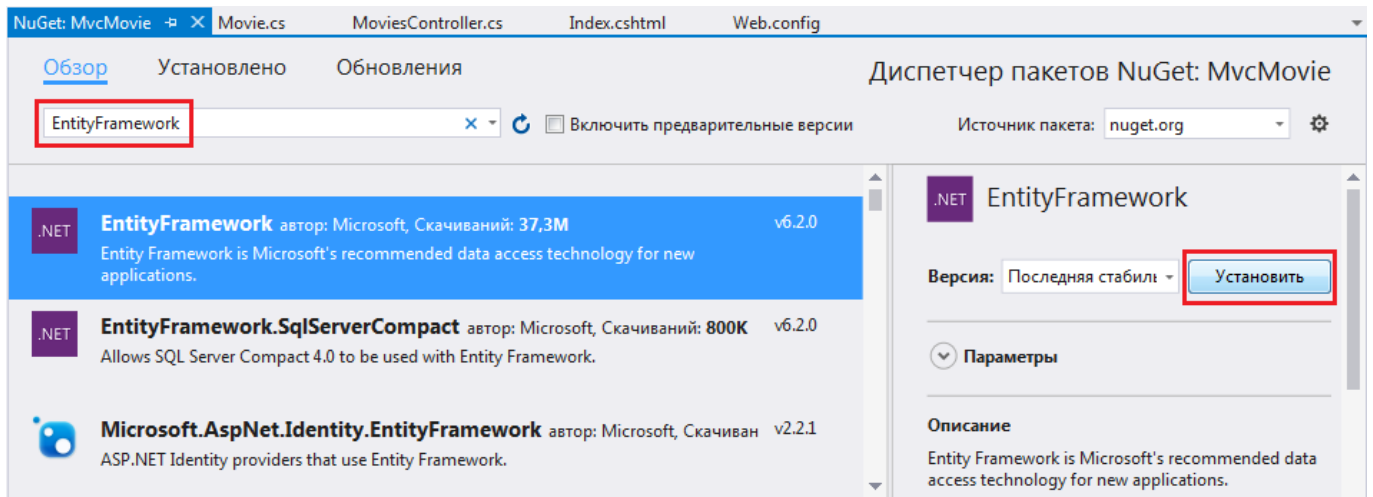 NuGet: MvcMovie Movie.cs MoviesController.cs Index.cshtml Web.config
Обзор Установлено Обновления
Диспетчер пакетов NuGet: MvcMovie
EntityFramework
Включить предварительные версии
Источник пакета: nuget.org
.NET
EntityFramework автор: Microsoft, Скачиваний: 37,3M v6.2.0
Entity Framework is Microsoft's recommended data access technology for new
applications.
.NET
EntityFramework.SqlServerCompact автор: Microsoft, Скачиваний: 800K v6.2.0
Allows SQL Server Compact 4.0 to be used with Entity Framework.
Microsoft.AspNet.Identity.EntityFramework автор: Microsoft, Скачиван v2.2.1
ASP.NET Identity providers that use Entity Framework.
.NET
EntityFramework
Версия: Последняя стабиль Установить
Параметры
Описание
Entity Framework is Microsoft's recommended data
access technology for new applications.